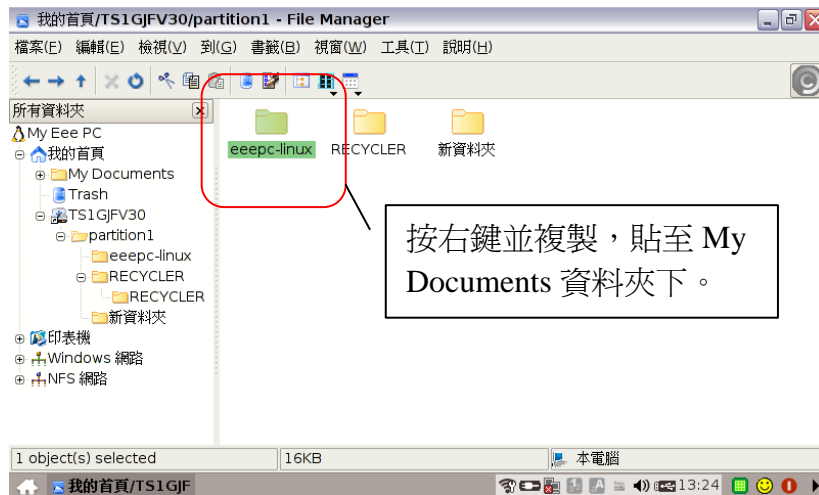 我的首頁/TS1GJFV30/partition1 - File Manager
檔案(F) 編輯(E) 檢視(V) 到(G) 書籤(B) 視窗(W) 工具(T) 說明(H)
所有資料夾
My Eee PC
我的首頁
My Documents
Trash
TS1GJFV30
partition1
eeepc-linux
RECYCLER
RECYCLER
新資料夾
印表機
Windows 網路
NFS 網路
eeepc-linux RECYCLER 新資料夾
按右鍵並複製,貼至 My
Documents 資料夾下。
1 object(s) selected 16KB 本電腦
我的首頁/TS1GJF 13:24